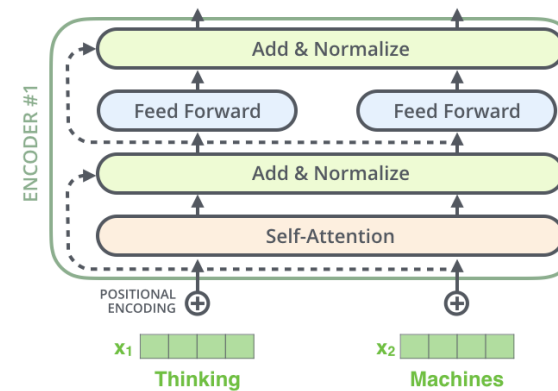 ENCODER #1
Add & Normalize
Feed Forward
Feed Forward
Add & Normalize
Self-Attention
POSITIONAL
ENCODING
x1
x2
Thinking
Machines